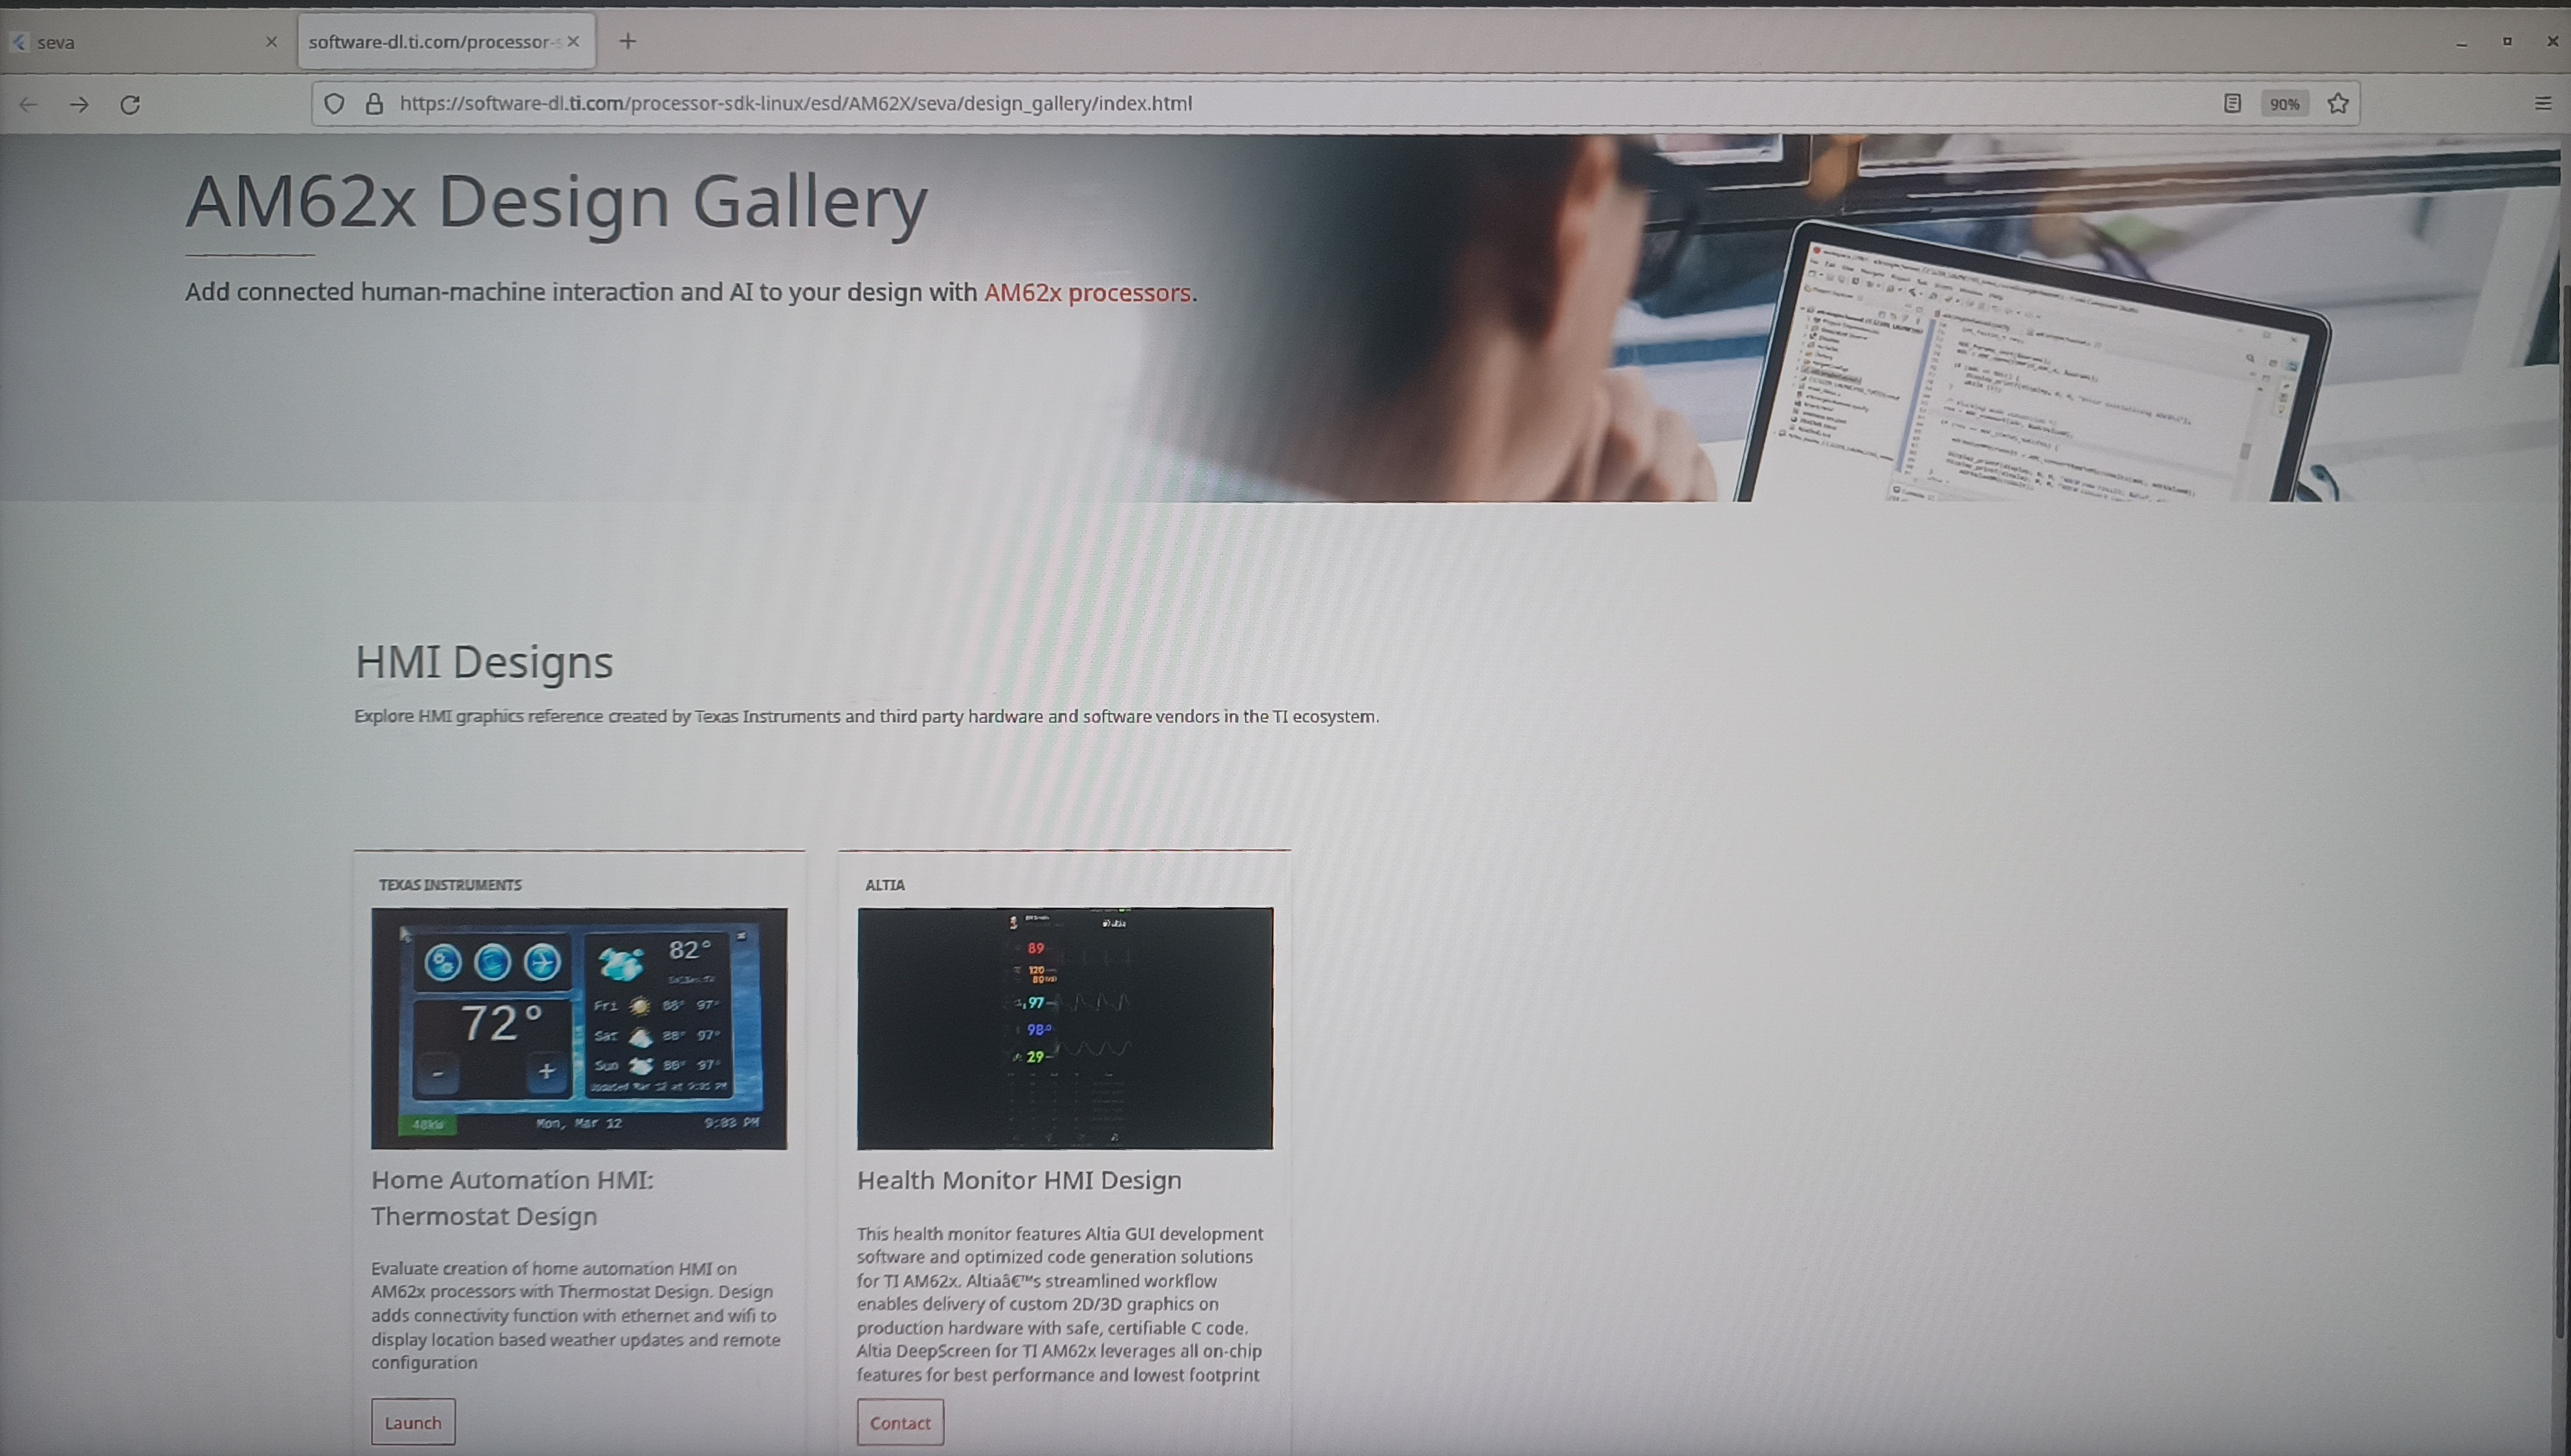 seva
software-dl.ti.com/processor-s
https://software-dl.ti.com/processor-sdk-linux/esd/AM62X/seva/design_gallery/index.html
90%
AM62x Design Gallery
Add connected human-machine interaction and AI to your design with AM62x processors.
HMI Designs
Explore HMI graphics reference created by Texas Instruments and third party hardware and software vendors in the TI ecosystem.
TEXAS INSTRUMENTS
82°
72°
Fri 88° 97°
Sat 88° 97°
Sun 88° 97°
- +
Updated Mar 12 at 9:01 PM
48kW
Mon, Mar 12
9:03 PM
Home Automation HMI:
Thermostat Design
Evaluate creation of home automation HMI on
AM62x processors with Thermostat Design. Design
adds connectivity function with ethernet and wifi to
display location based weather updates and remote
configuration
Launch
ALTIA
89
120
80
97
98
29
Health Monitor HMI Design
This health monitor features Altia GUI development
software and optimized code generation solutions
for TI AM62x. Altiaâ€™s streamlined workflow
enables delivery of custom 2D/3D graphics on
production hardware with safe, certifiable C code.
Altia DeepScreen for TI AM62x leverages all on-chip
features for best performance and lowest footprint
Contact